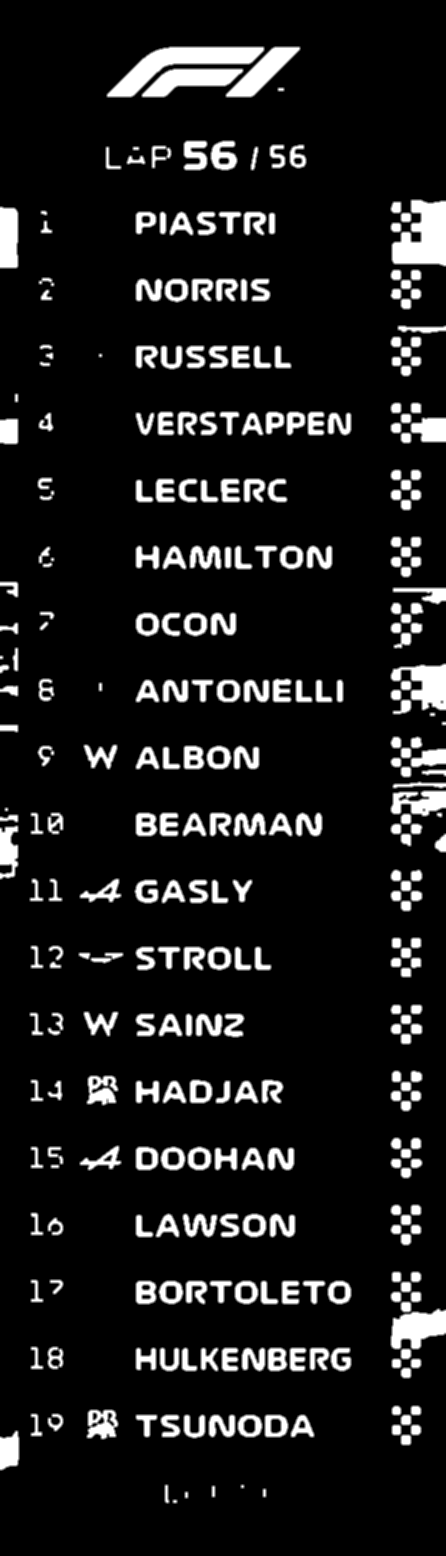 F1
LAP 56 / 56
1 PIASTRI
2 NORRIS
3 RUSSELL
4 VERSTAPPEN
5 LECLERC
6 HAMILTON
7 OCON
8 ANTONELLI
9 W ALBON
10 BEARMAN
11 A GASLY
12 STROLL
13 W SAINZ
14 HADJAR
15 A DOOHAN
16 LAWSON
17 BORTOLETO
18 HULKENBERG
19 TSUNODA